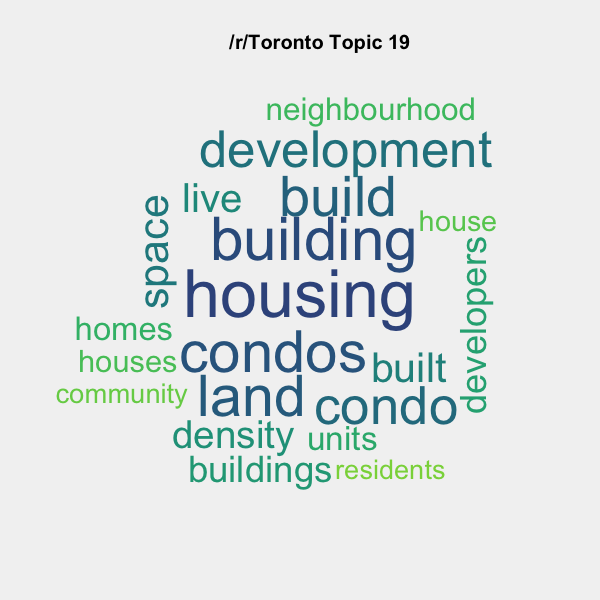 /r/Toronto Topic 19
neighbourhood
development
live
build
space
house
building
housing
developers
homes
condos
houses
built
community
land
condo
density
units
buildings
residents